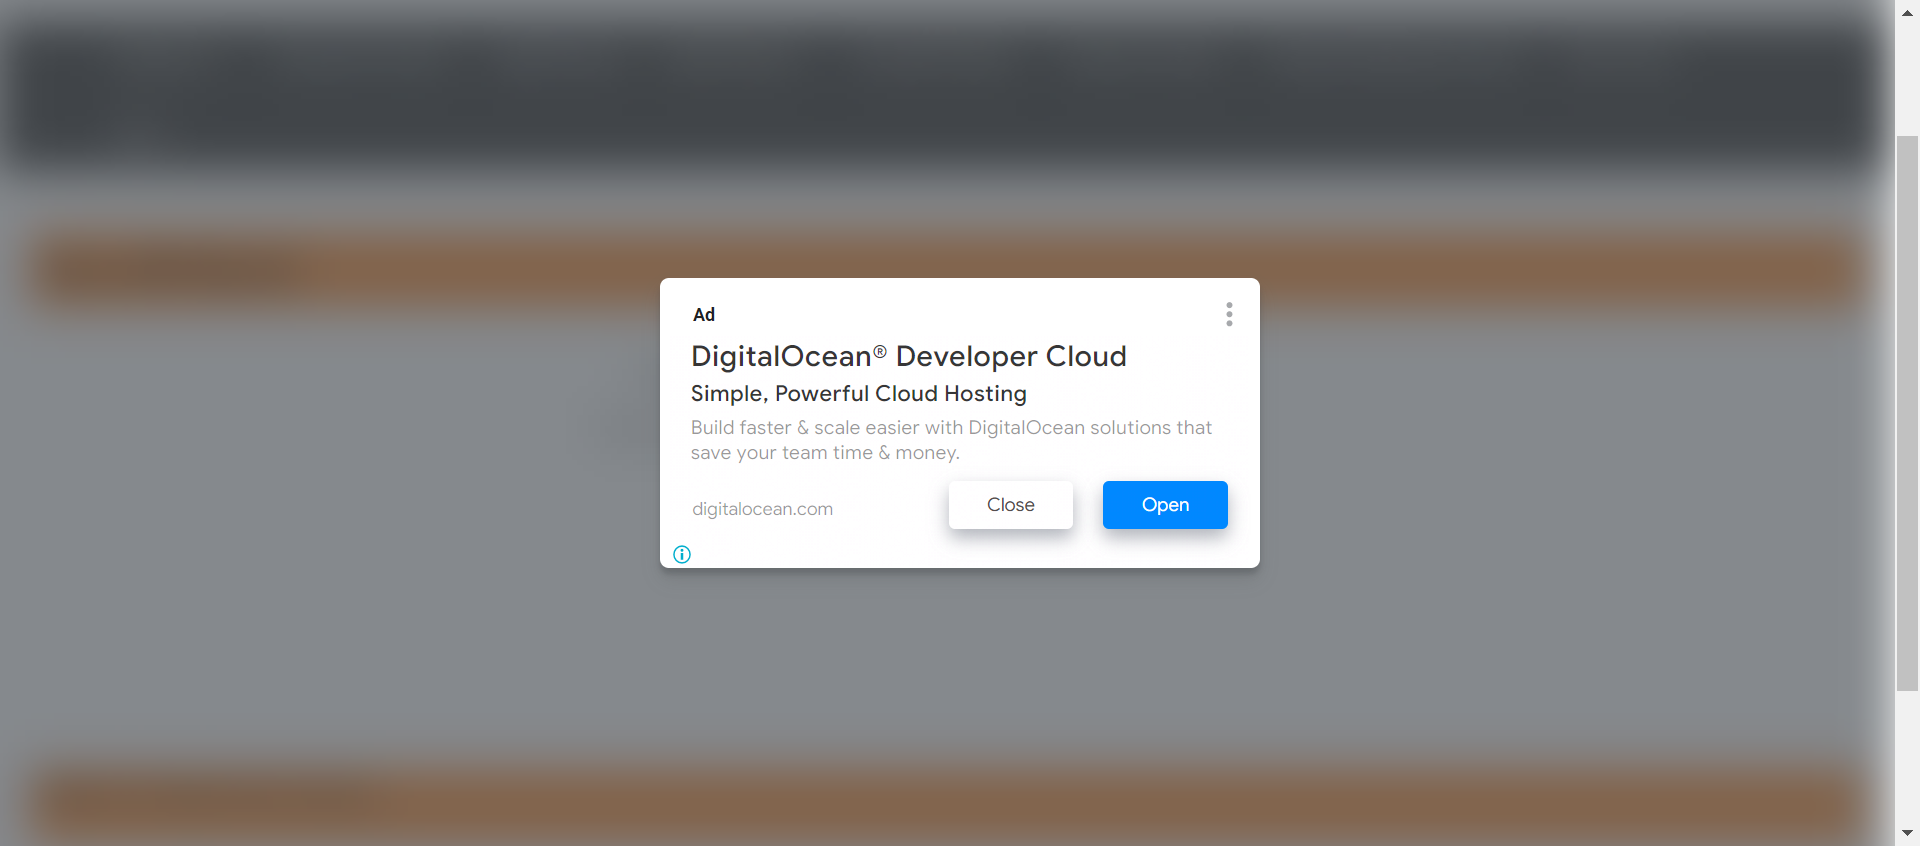 Ad
DigitalOcean® Developer Cloud
Simple, Powerful Cloud Hosting
Build faster & scale easier with DigitalOcean solutions that
save your team time & money.
digitalocean.com
Close
Open